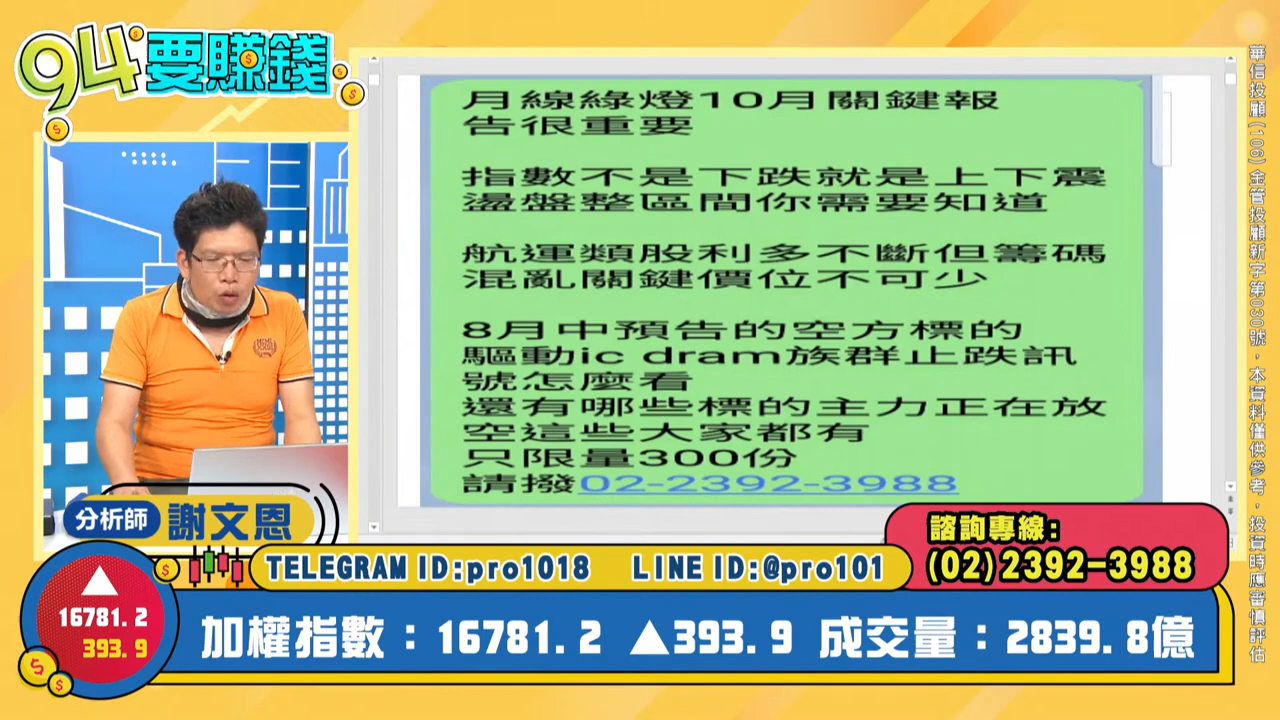 94要賺錢
月線綠燈10月關鍵報
告很重要
指數不是下跌就是上下震
盪盤整區間你需要知道
航運類股利多不斷但籌碼
混亂關鍵價位不可少
8月中預告的空方標的
驅動ic dram族群止跌訊
號怎麼看
還有哪些標的主力正在放
空這些大家都有
只限量300份
請撥02-2392-3988
華信投顧(106)金管投顧新字第030號，本資料僅供參考，投資時應審慎評估
分析師 謝文恩
TELEGRAM ID:pro1018 LINE ID:@pro101
諮詢專線:
(02)2392-3988
▲
16781.2
393.9
加權指數：16781.2 ▲393.9 成交量：2839.8億